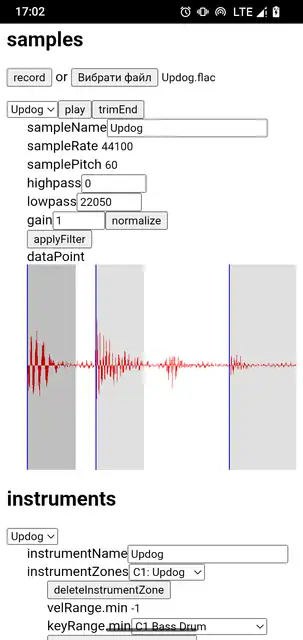 17:02 LTE
samples
record or Вибрати файл Updog.flac
Updog play trimEnd
sampleName Updog
sampleRate 44100
samplePitch 60
highpass 0
lowpass 22050
gain 1 normalize
applyFilter
dataPoint
instruments
Updog
instrumentName Updog
instrumentZones C1: Updog
deleteInstrumentZone
velRange.min -1
keyRange.min C1 Bass Drum